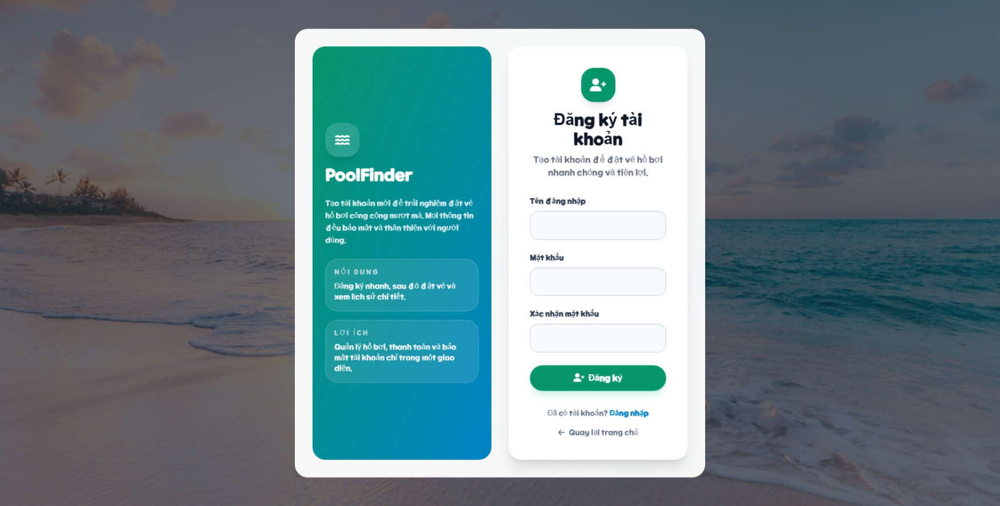 PoolFinder
Tạo tài khoản mới để trải nghiệm đặt vé
hồ bơi công cộng mượt mà. Mọi thông tin
đều bảo mật và thân thiện với người
dùng.
NỘI DUNG
Đăng ký nhanh, sau đó đặt vé và
xem lịch sử chi tiết.
LỢI ÍCH
Quản lý hồ bơi, thanh toán và bảo
mật tài khoản chỉ trong một giao
diện.
Đăng ký tài
khoản
Tạo tài khoản để đặt vé hồ bơi
nhanh chóng và tiện lợi.
Tên đăng nhập
Mật khẩu
Xác nhận mật khẩu
Đăng ký
Đã có tài khoản? Đăng nhập
← Quay lại trang chủ